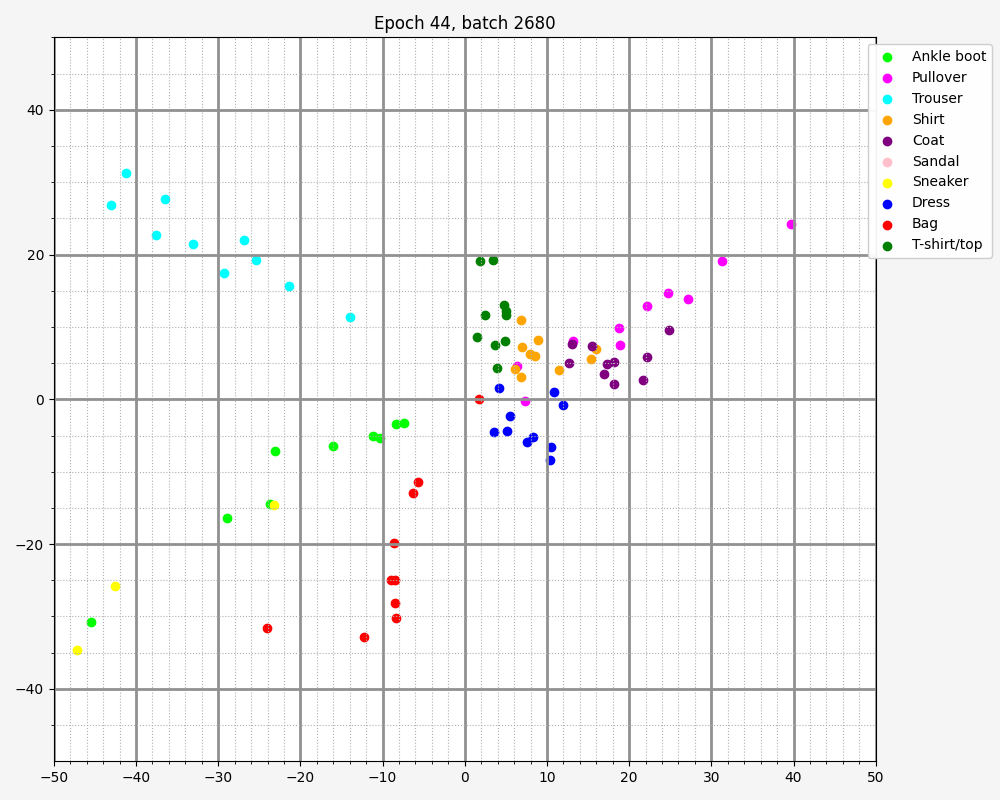 Epoch 44, batch 2680
Ankle boot
Pullover
Trouser
Shirt
Coat
Sandal
Sneaker
Dress
Bag
T-shirt/top
40
20
0
−20
−40
−50 −40 −30 −20 −10 0 10 20 30 40 50